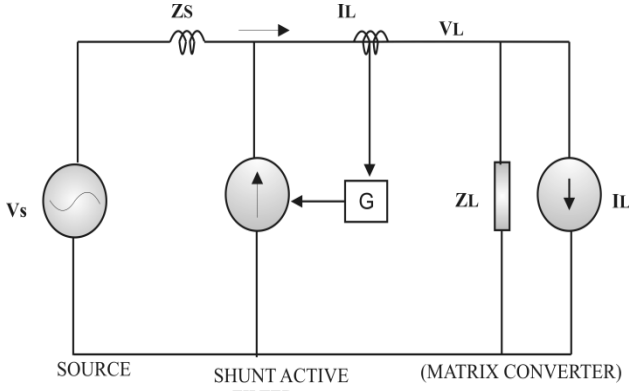 ZS
IL
VL
Vs
G
ZL
IL
SOURCE
SHUNT ACTIVE
(MATRIX CONVERTER)